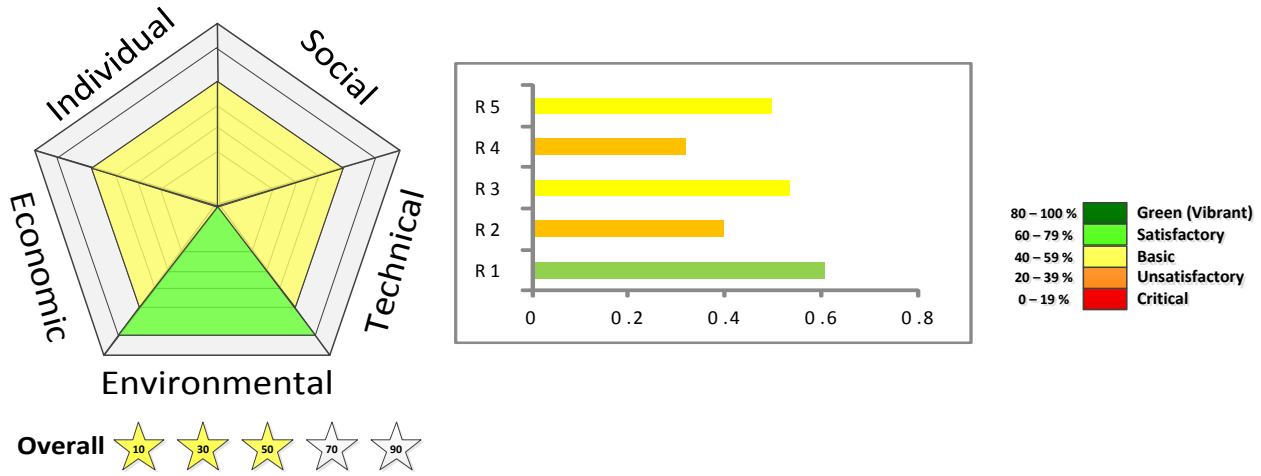 Individual
Social
Economic
Technical
Environmental
Overall 10 30 50 70 90
R 5
R 4
R 3
R 2
R 1
0 0.2 0.4 0.6 0.8
80 – 100 % Green (Vibrant)
60 – 79 % Satisfactory
40 – 59 % Basic
20 – 39 % Unsatisfactory
0 – 19 % Critical